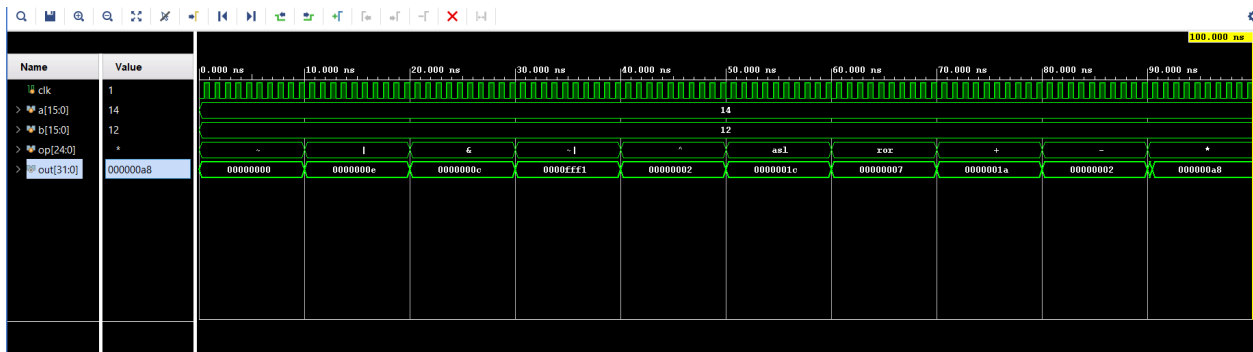 100.000 ns
Name Value
0.000 ns 10.000 ns 20.000 ns 30.000 ns 40.000 ns 50.000 ns 60.000 ns 70.000 ns 80.000 ns 90.000 ns
clk 1
a[15:0] 14 14
b[15:0] 12 12
op[24:0] * ~ | & ~| ^ asl ror + - *
out[31:0] 000000a8 00000000 0000000e 0000000c 0000fff1 00000002 0000001c 00000007 0000001a 00000002 000000a8